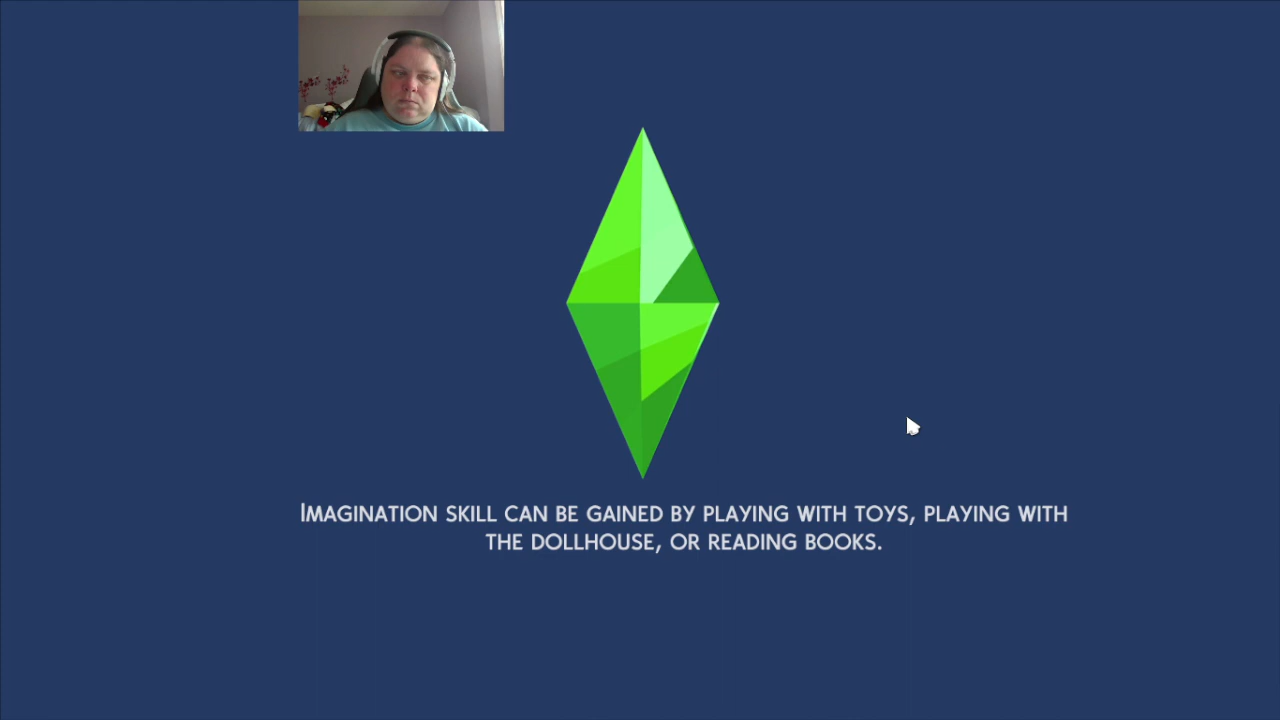 Imagination skill can be gained by playing with toys, playing with
the dollhouse, or reading books.